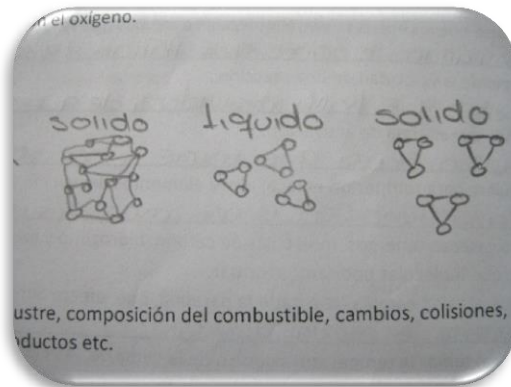 el oxígeno.
solido liquido solido
ustre, composición del combustible, cambios, colisiones,
ductos etc.